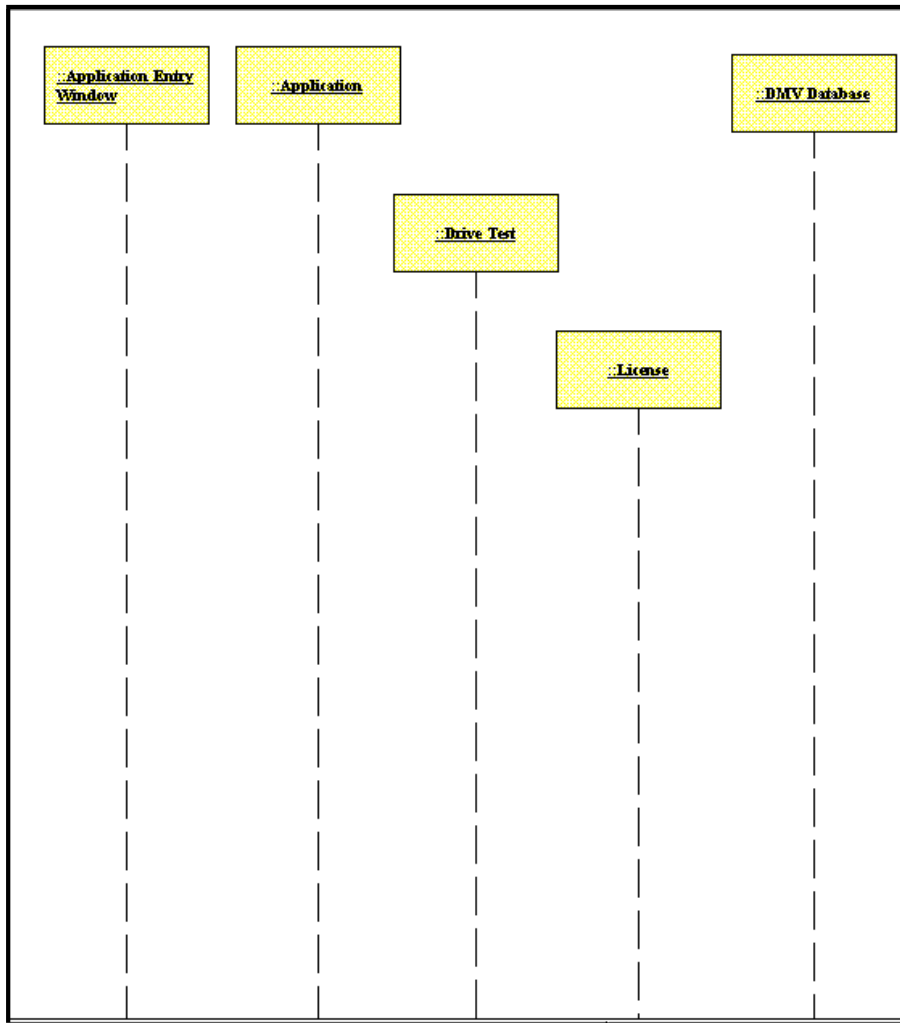 ::Application Entry
Window
::Application
::DMV Database
::Drive Test
::License